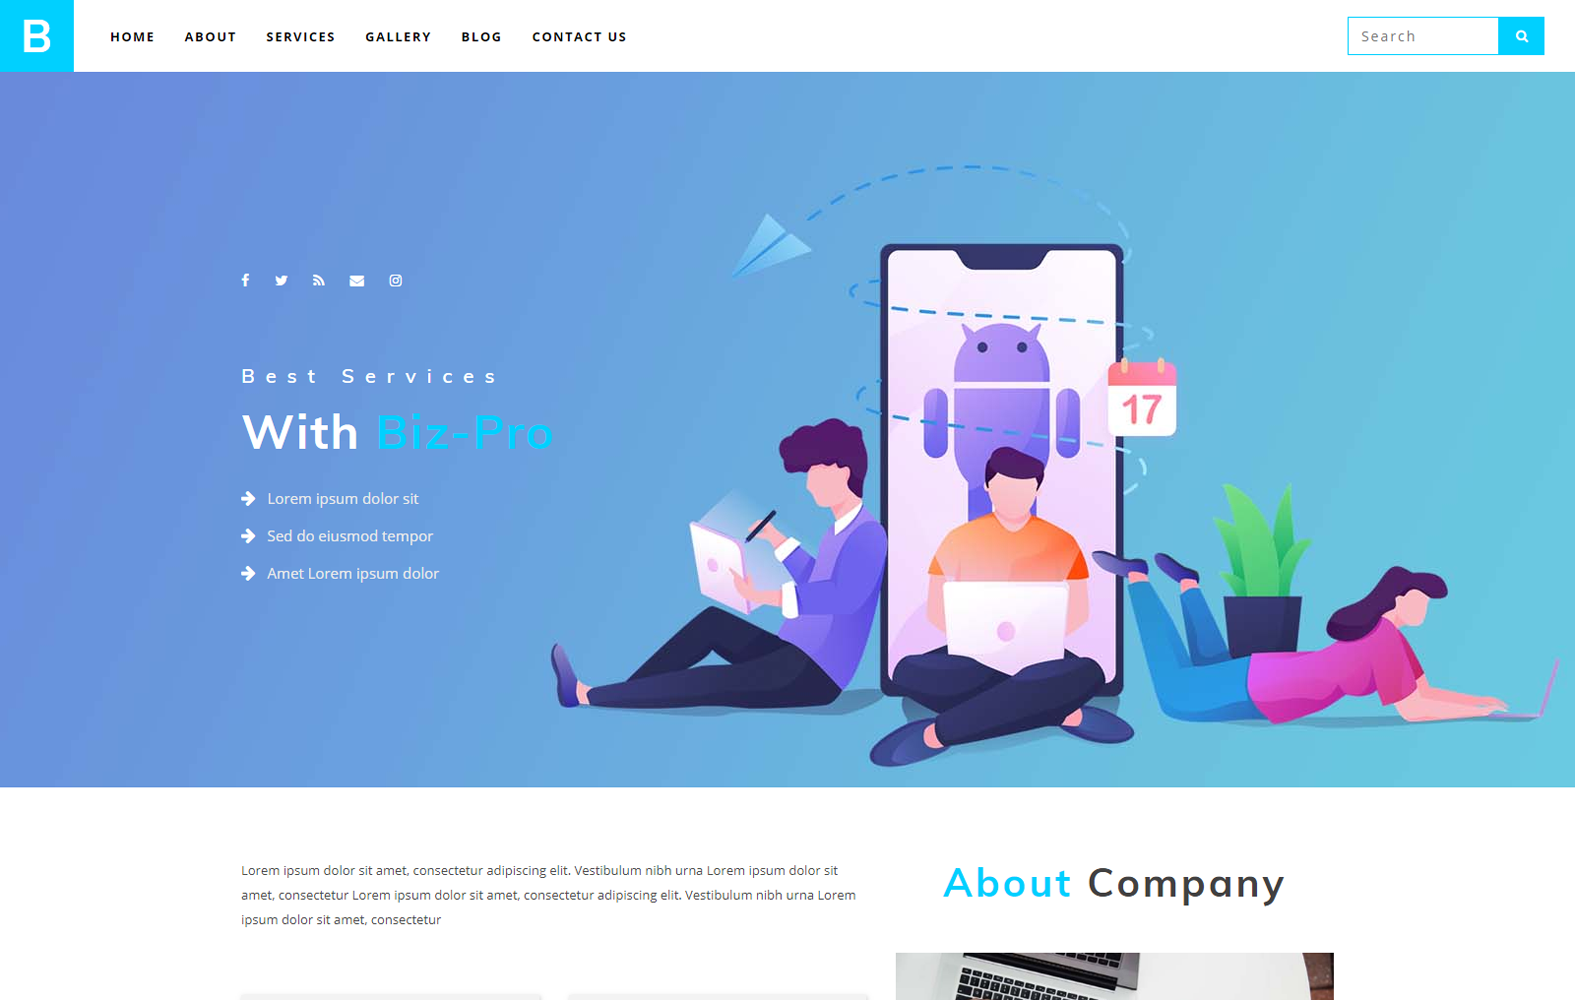 B
HOME ABOUT SERVICES GALLERY BLOG CONTACT US
Search
Best Services
With Biz-Pro
Lorem ipsum dolor sit
Sed do eiusmod tempor
Amet Lorem ipsum dolor
17
Lorem ipsum dolor sit amet, consectetur adipiscing elit. Vestibulum nibh urna Lorem ipsum dolor sit
amet, consectetur Lorem ipsum dolor sit amet, consectetur adipiscing elit. Vestibulum nibh urna Lorem
ipsum dolor sit amet, consectetur
About Company